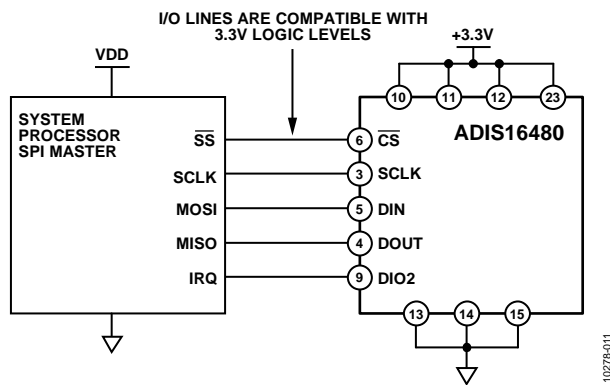 I/O LINES ARE COMPATIBLE WITH
3.3V LOGIC LEVELS
VDD
+3.3V
10
11
12
23
SYSTEM
PROCESSOR
SPI MASTER
ADIS16480
SS
6
CS
SCLK
3
SCLK
MOSI
5
DIN
MISO
4
DOUT
IRQ
9
DIO2
13
14
15
10278-011